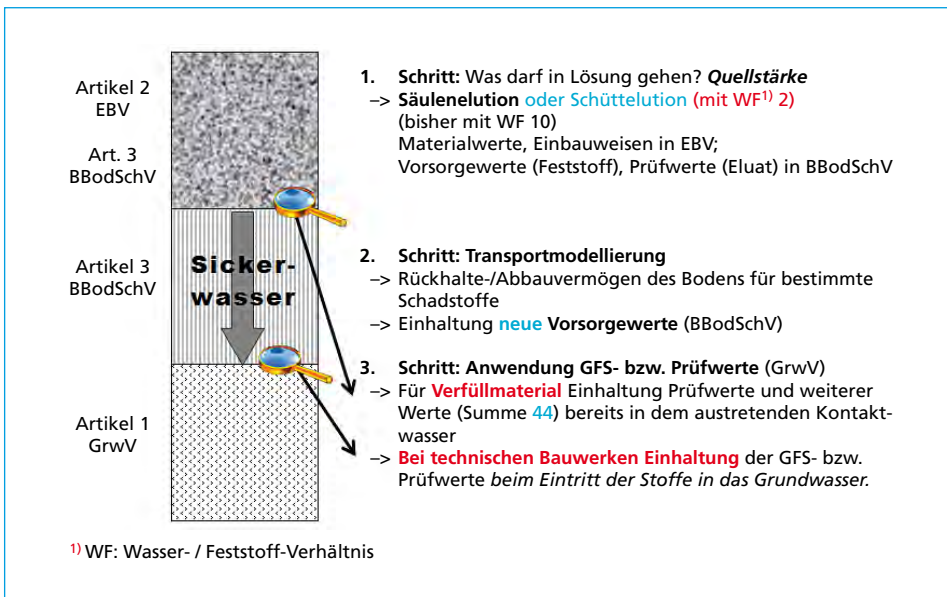 Artikel 2
EBV
Art. 3
BBodSchV
Artikel 3
BBodSchV
Artikel 1
GrwV
Sicker-
wasser
1. Schritt: Was darf in Lösung gehen? Quellstärke
–> Säulenelution oder Schüttelution (mit WF1) 2)
(bisher mit WF 10)
Materialwerte, Einbauweisen in EBV;
Vorsorgewerte (Feststoff), Prüfwerte (Eluat) in BBodSchV
2. Schritt: Transportmodellierung
–> Rückhalte-/Abbauvermögen des Bodens für bestimmte
Schadstoffe
–> Einhaltung neue Vorsorgewerte (BBodSchV)
3. Schritt: Anwendung GFS- bzw. Prüfwerte (GrwV)
–> Für Verfüllmaterial Einhaltung Prüfwerte und weiterer
Werte (Summe 44) bereits in dem austretenden Kontakt-
wasser
–> Bei technischen Bauwerken Einhaltung der GFS- bzw.
Prüfwerte beim Eintritt der Stoffe in das Grundwasser.
1) WF: Wasser- / Feststoff-Verhältnis